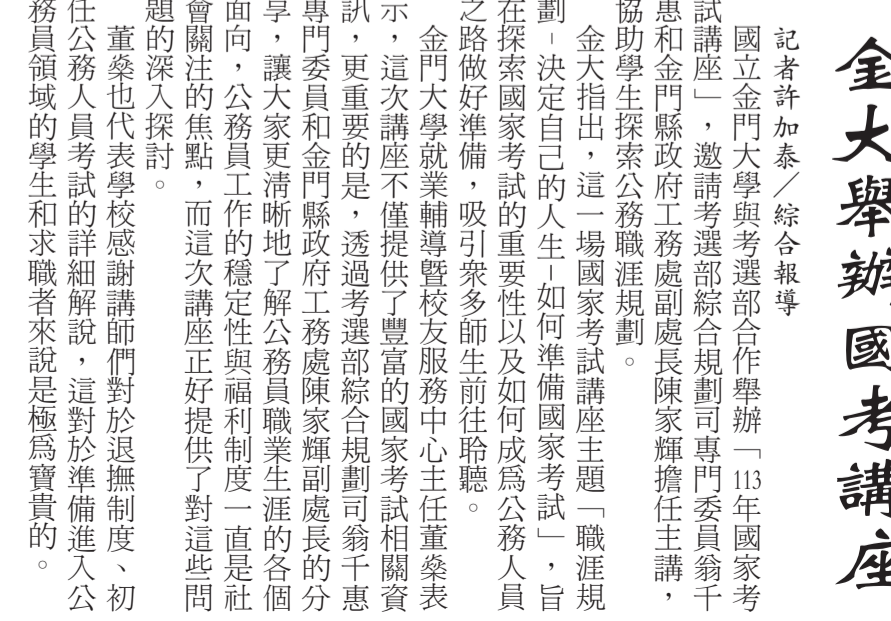 金大舉辦國考講座
記者許加泰／綜合報導
國立金門大學與考選部合作舉辦「113年國家考
試講座」，邀請考選部綜合規劃司專門委員翁千
惠和金門縣政府工務處副處長陳家輝擔任主講，
協助學生探索公務職涯規劃。
金大指出，這一場國家考試講座主題「職涯規
劃－決定自己的人生－如何準備國家考試」，旨
在探索國家考試的重要性以及如何成爲公務人員
之路做好準備，吸引衆多師生前往聆聽。
金門大學就業輔導暨校友服務中心主任董燊表
示，這次講座不僅提供了豐富的國家考試相關資
訊，更重要的是，透過考選部綜合規劃司翁千惠
專門委員和金門縣政府工務處陳家輝副處長的分
享，讓大家更清晰地了解公務員職業生涯的各個
面向，公務員工作的穩定性與福利制度一直是社
會關注的焦點，而這次講座正好提供了對這些問
題的深入探討。
董燊也代表學校感謝講師們對於退撫制度、初
任公務人員考試的詳細解說，這對於準備進入公
務員領域的學生和求職者來說是極爲寶貴的。